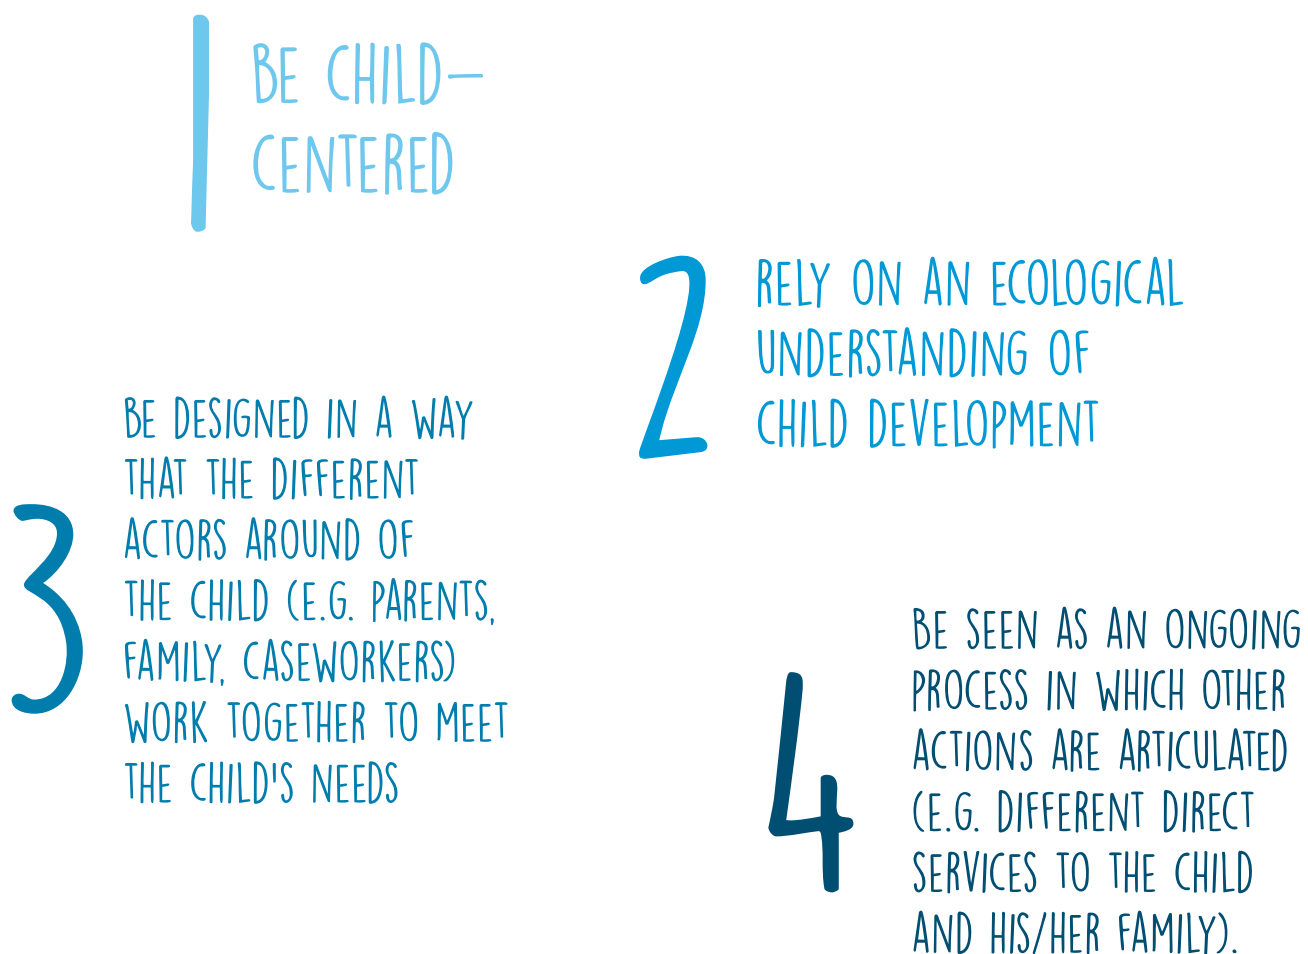 1
BE CHILD-
CENTERED
2
RELY ON AN ECOLOGICAL
UNDERSTANDING OF
CHILD DEVELOPMENT
3
BE DESIGNED IN A WAY
THAT THE DIFFERENT
ACTORS AROUND OF
THE CHILD (E.G. PARENTS,
FAMILY, CASEWORKERS)
WORK TOGETHER TO MEET
THE CHILD'S NEEDS
4
BE SEEN AS AN ONGOING
PROCESS IN WHICH OTHER
ACTIONS ARE ARTICULATED
(E.G. DIFFERENT DIRECT
SERVICES TO THE CHILD
AND HIS/HER FAMILY).